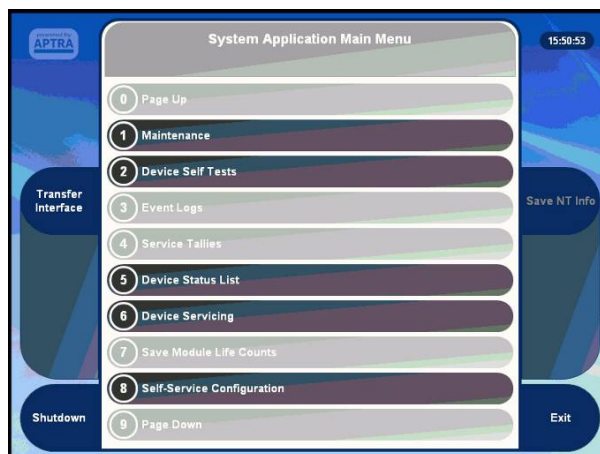 powered by
APTRA
System Application Main Menu
15:50:53
0 Page Up
1 Maintenance
2 Device Self Tests
3 Event Logs
4 Service Tallies
5 Device Status List
6 Device Servicing
7 Save Module Life Counts
8 Self-Service Configuration
9 Page Down
Transfer
Interface
Save NT Info
Shutdown
Exit